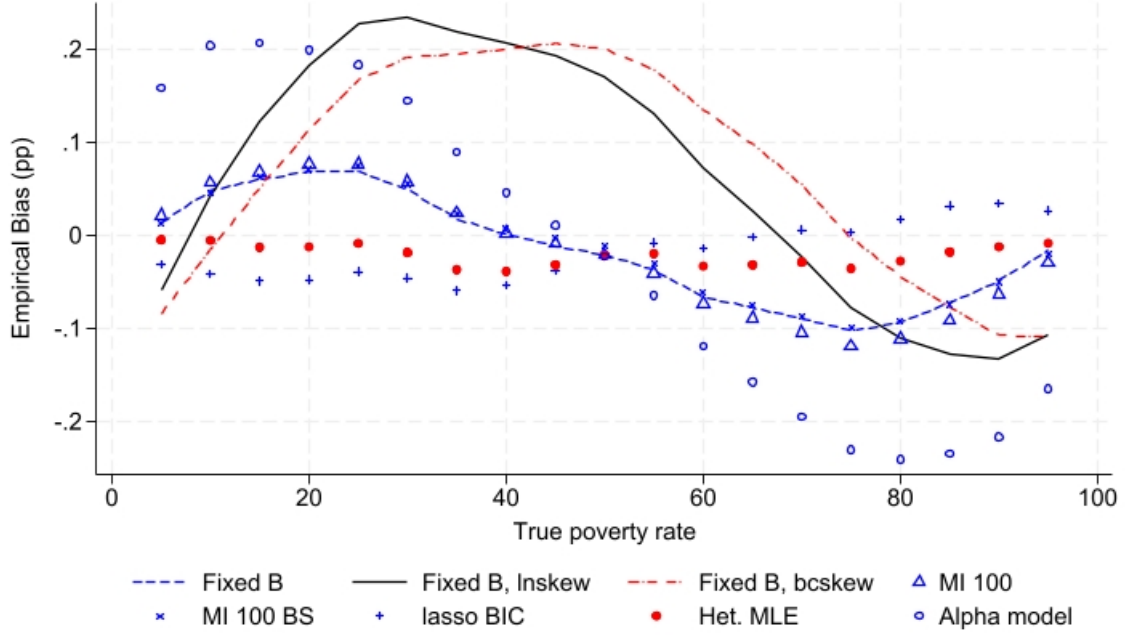 Empirical Bias (pp)
.2
.1
0
-.1
-.2
0 20 40 60 80 100
True poverty rate
Fixed B Fixed B, lnskew Fixed B, bcskew MI 100
MI 100 BS lasso BIC Het. MLE Alpha model